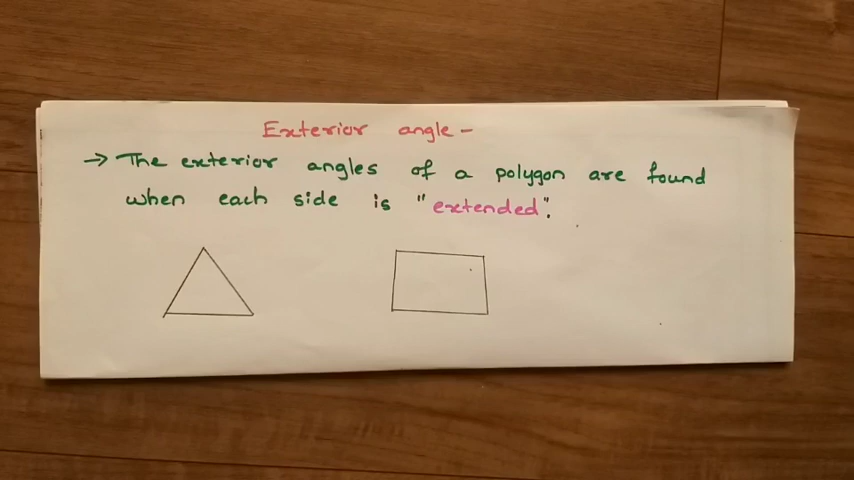 Exterior angle -
→ The exterior angles of a polygon are found
when each side is "extended".